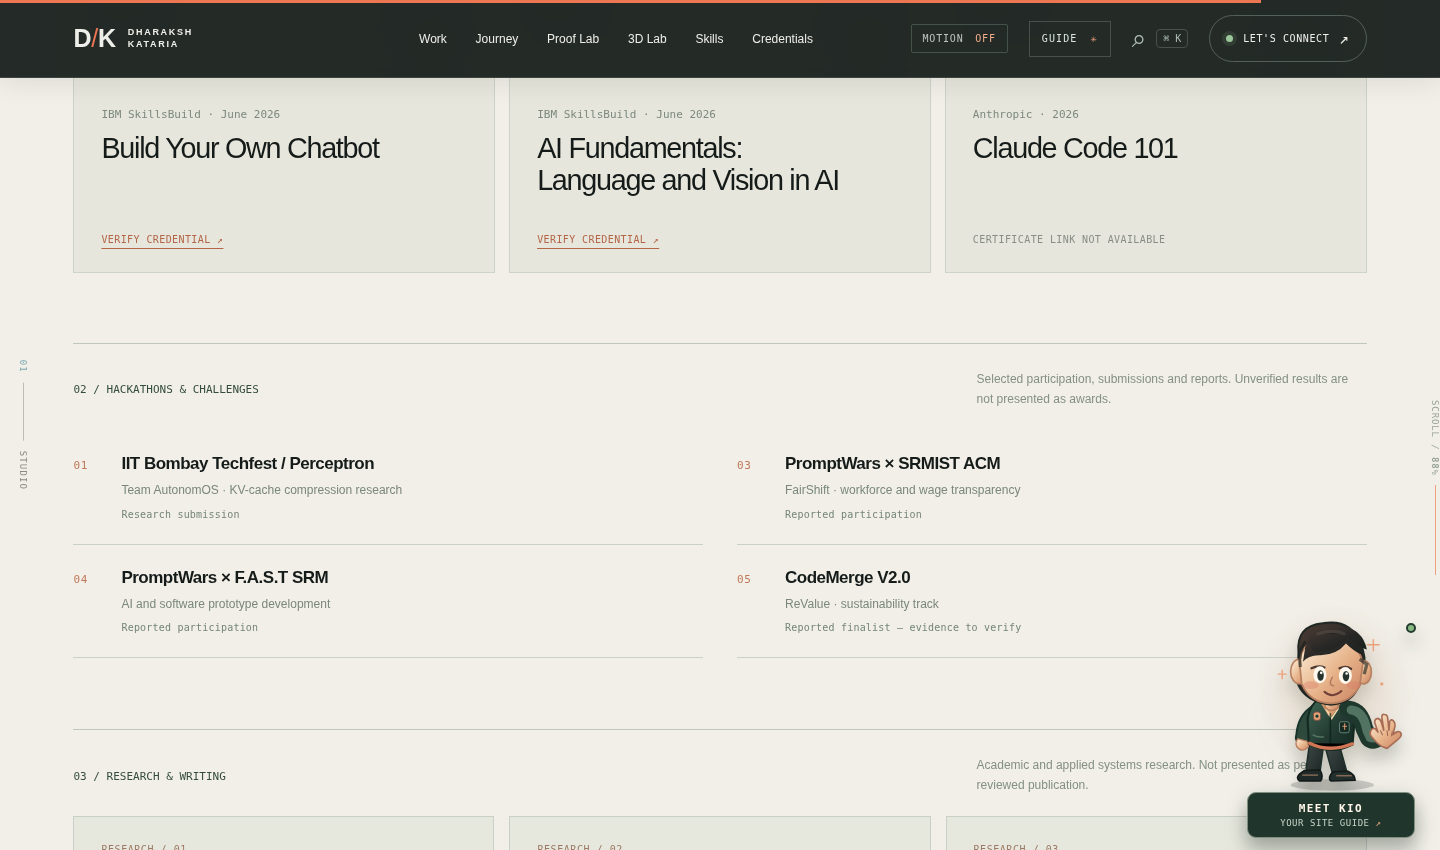 D/K DHARAKSH KATARIA
Work Journey Proof Lab 3D Lab Skills Credentials
MOTION OFF
GUIDE ✳
⌘ K
LET'S CONNECT ↗
IBM SkillsBuild · June 2026
Build Your Own Chatbot
VERIFY CREDENTIAL ↗
IBM SkillsBuild · June 2026
AI Fundamentals:
Language and Vision in AI
VERIFY CREDENTIAL ↗
Anthropic · 2026
Claude Code 101
CERTIFICATE LINK NOT AVAILABLE
01 STUDIO
SCROLL / 88%
02 / HACKATHONS & CHALLENGES
Selected participation, submissions and reports. Unverified results are
not presented as awards.
01
IIT Bombay Techfest / Perceptron
Team AutonomOS · KV-cache compression research
Research submission
03
PromptWars × SRMIST ACM
FairShift · workforce and wage transparency
Reported participation
04
PromptWars × F.A.S.T SRM
AI and software prototype development
Reported participation
05
CodeMerge V2.0
ReValue · sustainability track
Reported finalist — evidence to verify
03 / RESEARCH & WRITING
Academic and applied systems research. Not presented as
reviewed publication.
MEET KIO
YOUR SITE GUIDE ↗
RESEARCH / 01
RESEARCH / 02
RESEARCH / 03